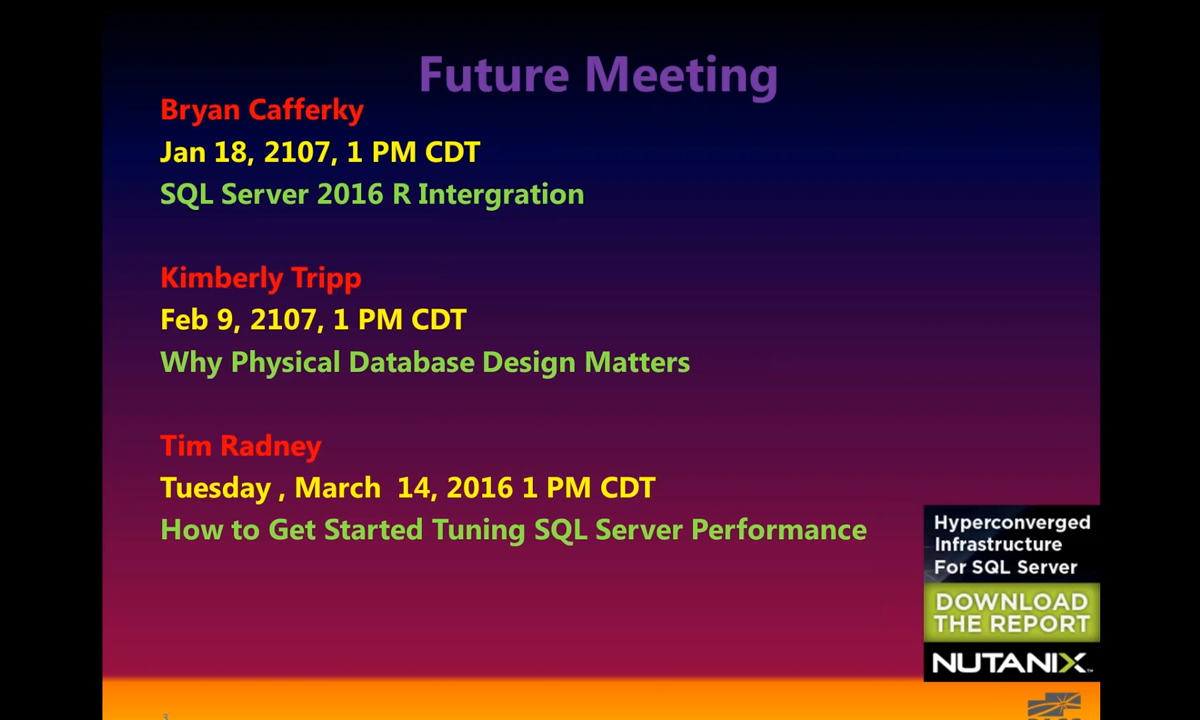 Future Meeting
Bryan Cafferky
Jan 18, 2107, 1 PM CDT
SQL Server 2016 R Intergration
Kimberly Tripp
Feb 9, 2107, 1 PM CDT
Why Physical Database Design Matters
Tim Radney
Tuesday , March  14, 2016 1 PM CDT
How to Get Started Tuning SQL Server Performance
Hyperconverged
Infrastructure
For SQL Server
DOWNLOAD
THE REPORT
NUTANIX™
3